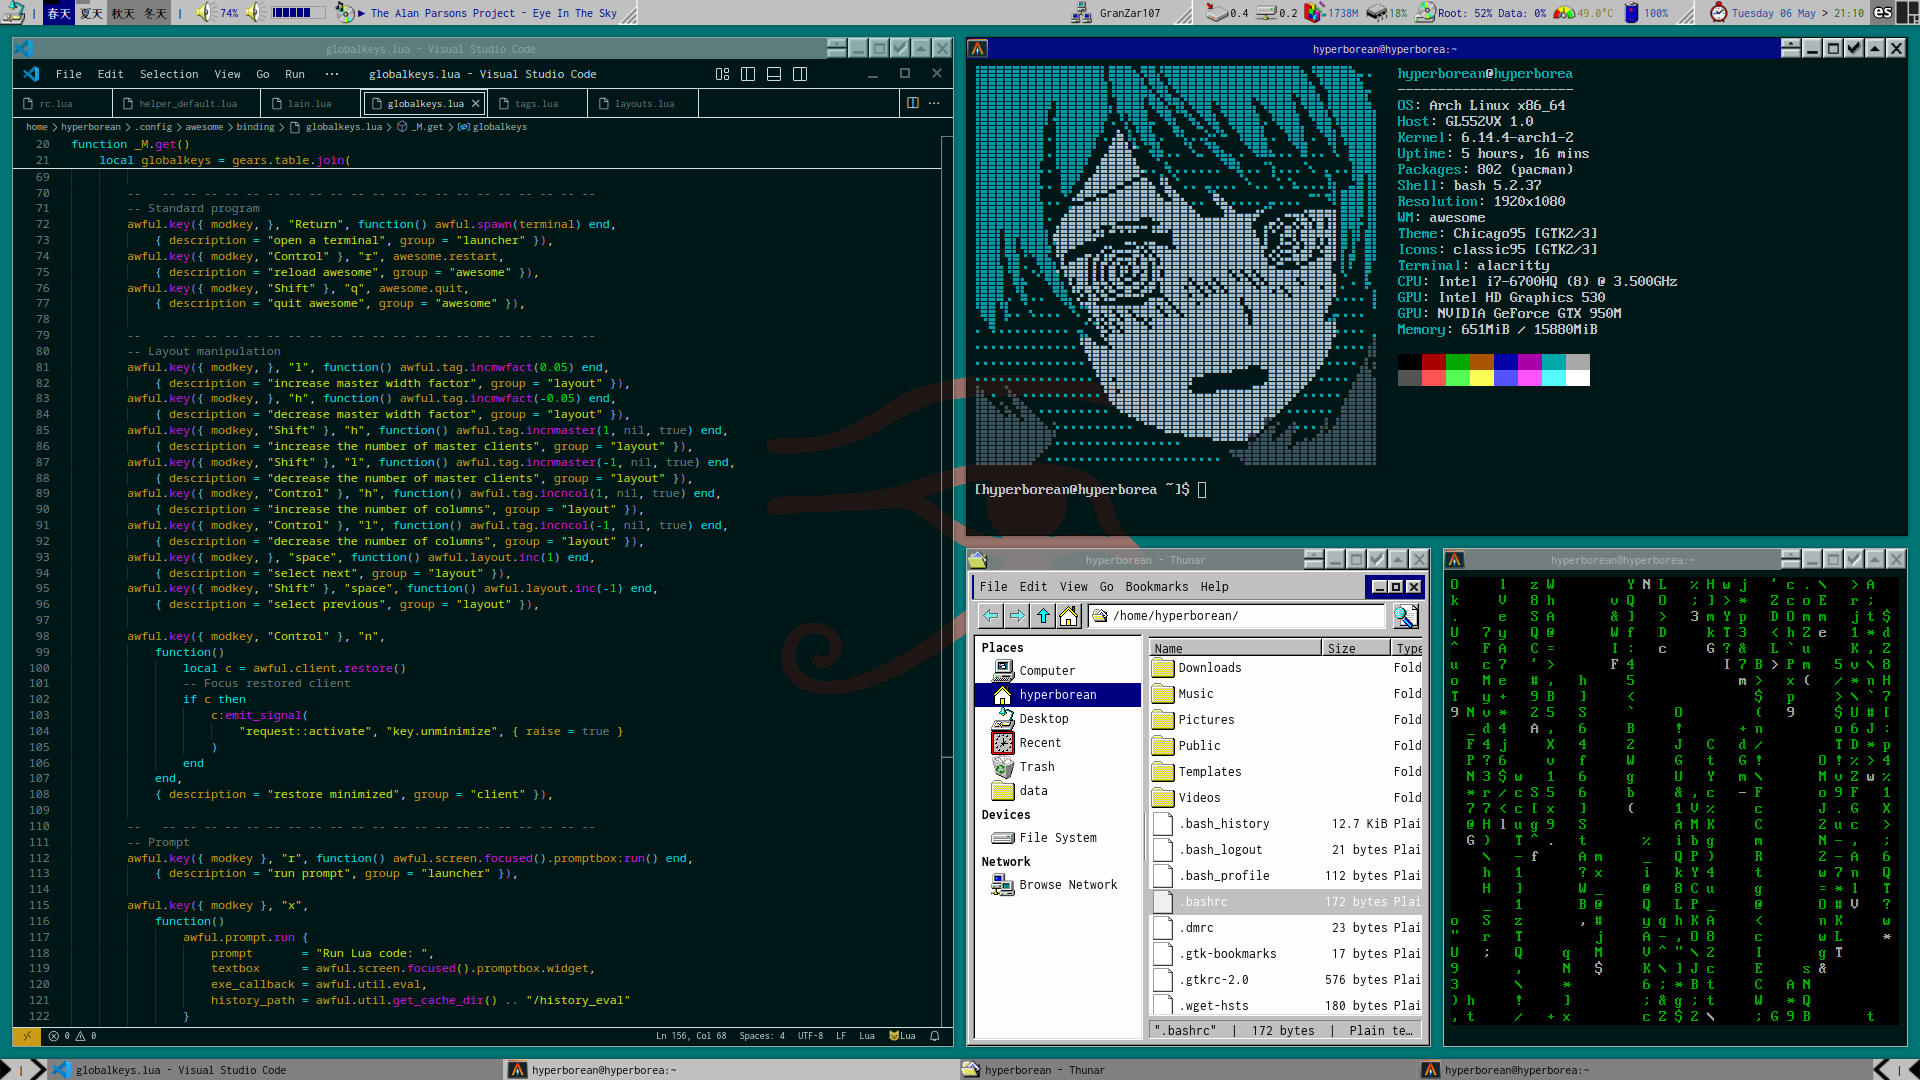 春天 夏天 秋天 冬天 | 74% ▶ The Alan Parsons Project - Eye In The Sky
GranZar107 0.4 0.2 1738M 18% Root: 52% Data: 0% 49.0°C 100% Tuesday 06 May > 21:10 es
globalkeys.lua - Visual Studio Code
File Edit Selection View Go Run ··· globalkeys.lua - Visual Studio Code
rc.lua helper_default.lua lain.lua globalkeys.lua × tags.lua layouts.lua
home > hyperborean > .config > awesome > binding > globalkeys.lua > _M.get > globalkeys
20 function _M.get()
21 local globalkeys = gears.table.join(
69
70 -- -- -- -- -- -- -- -- -- -- -- -- -- -- -- -- -- -- -- -- -- --
71 -- Standard program
72 awful.key({ modkey, }, "Return", function() awful.spawn(terminal) end,
73 { description = "open a terminal", group = "launcher" }),
74 awful.key({ modkey, "Control" }, "r", awesome.restart,
75 { description = "reload awesome", group = "awesome" }),
76 awful.key({ modkey, "Shift" }, "q", awesome.quit,
77 { description = "quit awesome", group = "awesome" }),
78
79 -- -- -- -- -- -- -- -- -- -- -- -- -- -- -- -- -- -- -- -- -- --
80 -- Layout manipulation
81 awful.key({ modkey, }, "l", function() awful.tag.incmwfact(0.05) end,
82 { description = "increase master width factor", group = "layout" }),
83 awful.key({ modkey, }, "h", function() awful.tag.incmwfact(-0.05) end,
84 { description = "decrease master width factor", group = "layout" }),
85 awful.key({ modkey, "Shift" }, "h", function() awful.tag.incnmaster(1, nil, true) end,
86 { description = "increase the number of master clients", group = "layout" }),
87 awful.key({ modkey, "Shift" }, "l", function() awful.tag.incnmaster(-1, nil, true) end,
88 { description = "decrease the number of master clients", group = "layout" }),
89 awful.key({ modkey, "Control" }, "h", function() awful.tag.incncol(1, nil, true) end,
90 { description = "increase the number of columns", group = "layout" }),
91 awful.key({ modkey, "Control" }, "l", function() awful.tag.incncol(-1, nil, true) end,
92 { description = "decrease the number of columns", group = "layout" }),
93 awful.key({ modkey, }, "space", function() awful.layout.inc(1) end,
94 { description = "select next", group = "layout" }),
95 awful.key({ modkey, "Shift" }, "space", function() awful.layout.inc(-1) end,
96 { description = "select previous", group = "layout" }),
97
98 awful.key({ modkey, "Control" }, "n",
99 function()
100 local c = awful.client.restore()
101 -- Focus restored client
102 if c then
103 c:emit_signal(
104 "request::activate", "key.unminimize", { raise = true }
105 )
106 end
107 end,
108 { description = "restore minimized", group = "client" }),
109
110 -- -- -- -- -- -- -- -- -- -- -- -- -- -- -- -- -- -- -- -- -- --
111 -- Prompt
112 awful.key({ modkey }, "r", function() awful.screen.focused().promptbox:run() end,
113 { description = "run prompt", group = "launcher" }),
114
115 awful.key({ modkey }, "x",
116 function()
117 awful.prompt.run {
118 prompt = "Run Lua code: ",
119 textbox = awful.screen.focused().promptbox.widget,
120 exe_callback = awful.util.eval,
121 history_path = awful.util.get_cache_dir() .. "/history_eval"
122 }
0 0 Ln 156, Col 68 Spaces: 4 UTF-8 LF Lua Lua
hyperborean@hyperborea:~
hyperborean@hyperborea
----------------------
OS: Arch Linux x86_64
Host: GL552VX 1.0
Kernel: 6.14.4-arch1-2
Uptime: 5 hours, 16 mins
Packages: 802 (pacman)
Shell: bash 5.2.37
Resolution: 1920x1080
WM: awesome
Theme: Chicago95 [GTK2/3]
Icons: classic95 [GTK2/3]
Terminal: alacritty
CPU: Intel i7-6700HQ (8) @ 3.500GHz
GPU: Intel HD Graphics 530
GPU: NVIDIA GeForce GTX 950M
Memory: 651MiB / 15880MiB
[hyperborean@hyperborea ~]$
hyperborean - Thunar
File Edit View Go Bookmarks Help
/home/hyperborean/
Places
Computer
hyperborean
Desktop
Recent
Trash
data
Devices
File System
Network
Browse Network
Name Size Type
Downloads Fold
Music Fold
Pictures Fold
Public Fold
Templates Fold
Videos Fold
.bash_history 12.7 KiB Plai
.bash_logout 21 bytes Plai
.bash_profile 112 bytes Plai
.bashrc 172 bytes Plai
.dmrc 23 bytes Plai
.gtk-bookmarks 17 bytes Plai
.gtkrc-2.0 576 bytes Plai
.wget-hsts 180 bytes Plai
".bashrc" | 172 bytes | Plain te…
hyperborean@hyperborea:~
globalkeys.lua - Visual Studio Code hyperborean@hyperborea:~ hyperborean - Thunar hyperborean@hyperborea:~